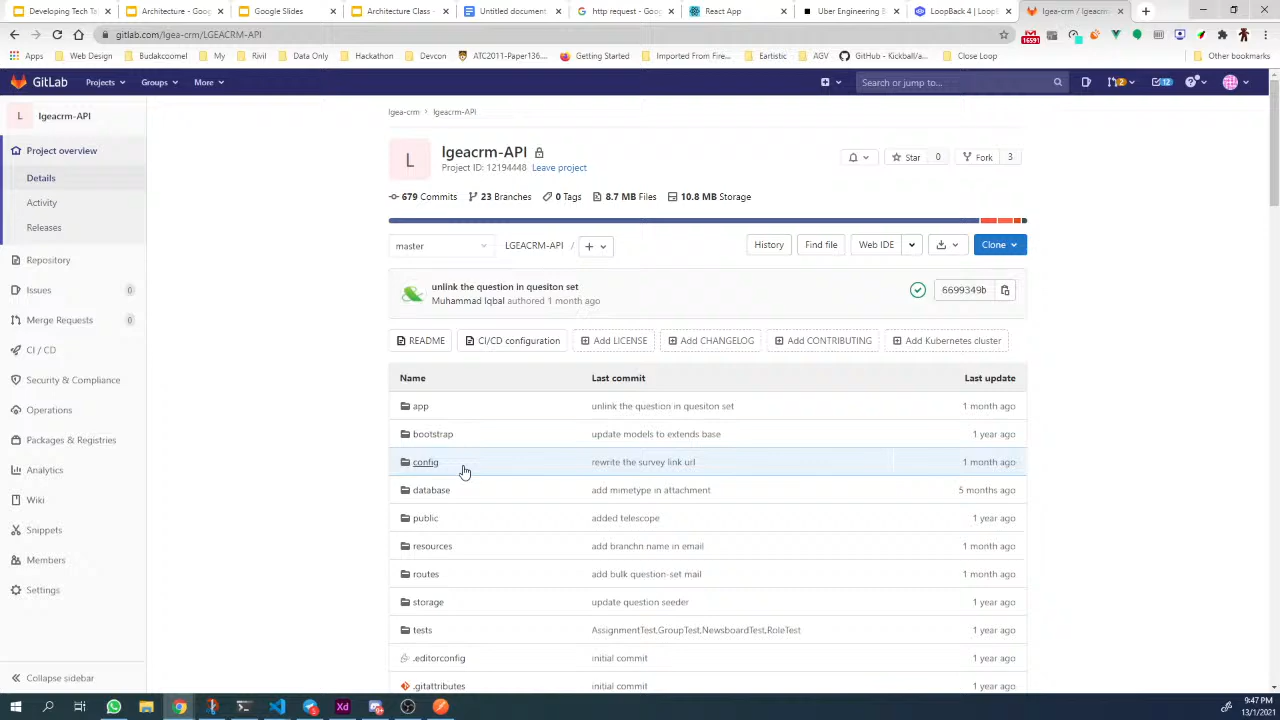 Developing Tech Ta
Architecture - Goog
Google Slides
Architecture Class -
Untitled document
http request - Goog
React App
Uber Engineering B
LoopBack 4 | LoopB
lgea-crm / lgeacrm
gitlab.com/lgea-crm/LGEACRM-API
16591
Apps
Web Design
Budakcoomel
My
Rivil
Data Only
Hackathon
Devcon
ATC2011-Paper136...
Getting Started
Imported From Fire...
Eartistic
AGV
GitHub - Kickball/a...
Close Loop
Other bookmarks
GitLab
Projects
Groups
More
Search or jump to...
2
12
L
lgeacrm-API
Project overview
Details
Activity
Releases
Repository
Issues
0
Merge Requests
0
CI / CD
Security & Compliance
Operations
Packages & Registries
Analytics
Wiki
Snippets
Members
Settings
Collapse sidebar
lgea-crm › lgeacrm-API
L
lgeacrm-API
Project ID: 12194448 Leave project
Star 0
Fork 3
679 Commits 23 Branches 0 Tags 8.7 MB Files 10.8 MB Storage
master
LGEACRM-API / +
History
Find file
Web IDE
Clone
unlink the question in quesiton set
Muhammad Iqbal authored 1 month ago
6699349b
README
CI/CD configuration
Add LICENSE
Add CHANGELOG
Add CONTRIBUTING
Add Kubernetes cluster
Name Last commit Last update
app unlink the question in quesiton set 1 month ago
bootstrap update models to extends base 1 year ago
config rewrite the survey link url 1 month ago
database add mimetype in attachment 5 months ago
public added telescope 1 year ago
resources add branchn name in email 1 month ago
routes add bulk question-set mail 1 month ago
storage update question seeder 1 year ago
tests AssignmentTest,GroupTest,NewsboardTest,RoleTest 1 year ago
.editorconfig initial commit 1 year ago
.gitattributes initial commit 1 year ago
9:47 PM
13/1/2021